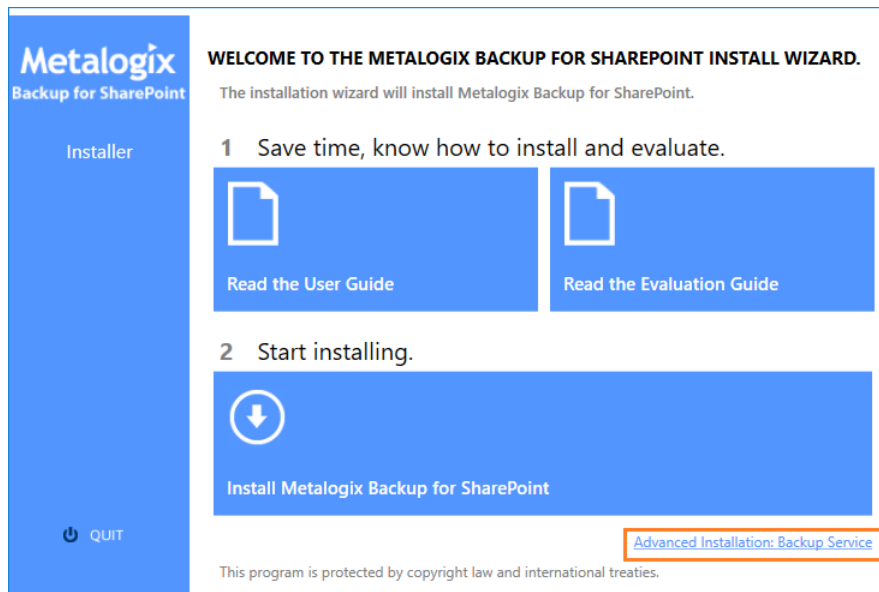 Metalogix
Backup for SharePoint
Installer
WELCOME TO THE METALOGIX BACKUP FOR SHAREPOINT INSTALL WIZARD.
The installation wizard will install Metalogix Backup for SharePoint.
1 Save time, know how to install and evaluate.
Read the User Guide
Read the Evaluation Guide
2 Start installing.
Install Metalogix Backup for SharePoint
QUIT
Advanced Installation: Backup Service
This program is protected by copyright law and international treaties.